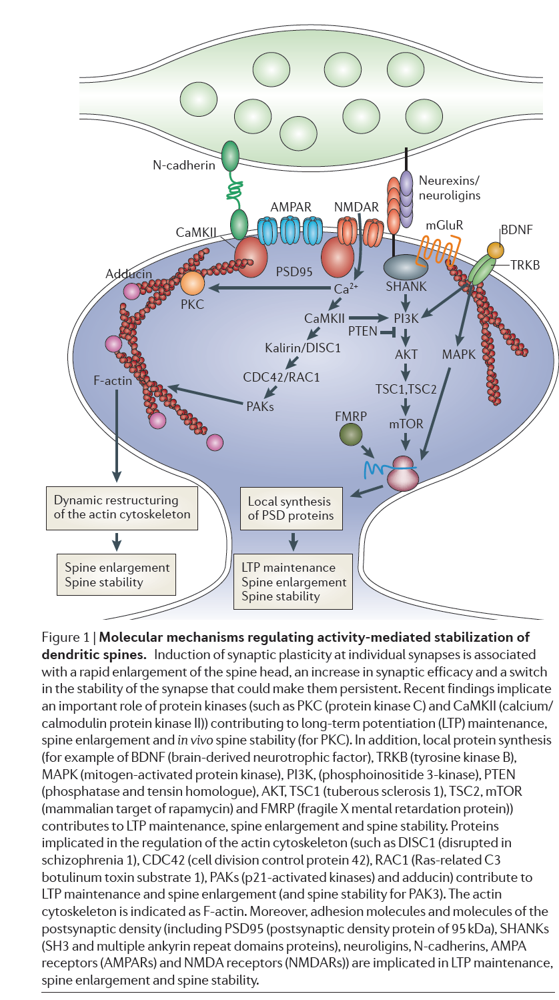 N-cadherin
Neurexins/
neuroligins
AMPAR
NMDAR
mGluR
BDNF
CaMKII
TRKB
Adducin
PSD95
SHANK
Ca2+
PKC
CaMKII
PI3K
PTEN
Kalirin/DISC1
AKT
MAPK
F-actin
CDC42/RAC1
TSC1,TSC2
PAKs
FMRP
mTOR
Dynamic restructuring
of the actin cytoskeleton
Local synthesis
of PSD proteins
Spine enlargement
Spine stability
LTP maintenance
Spine enlargement
Spine stability
Figure 1 | Molecular mechanisms regulating activity-mediated stabilization of
dendritic spines. Induction of synaptic plasticity at individual synapses is associated
with a rapid enlargement of the spine head, an increase in synaptic efficacy and a switch
in the stability of the synapse that could make them persistent. Recent findings implicate
an important role of protein kinases (such as PKC (protein kinase C) and CaMKII (calcium/
calmodulin protein kinase II)) contributing to long-term potentiation (LTP) maintenance,
spine enlargement and in vivo spine stability (for PKC). In addition, local protein synthesis
(for example of BDNF (brain-derived neurotrophic factor), TRKB (tyrosine kinase B),
MAPK (mitogen-activated protein kinase), PI3K, (phosphoinositide 3-kinase), PTEN
(phosphatase and tensin homologue), AKT, TSC1 (tuberous sclerosis 1), TSC2, mTOR
(mammalian target of rapamycin) and FMRP (fragile X mental retardation protein))
contributes to LTP maintenance, spine enlargement and spine stability. Proteins
implicated in the regulation of the actin cytoskeleton (such as DISC1 (disrupted in
schizophrenia 1), CDC42 (cell division control protein 42), RAC1 (Ras-related C3
botulinum toxin substrate 1), PAKs (p21-activated kinases) and adducin) contribute to
LTP maintenance and spine enlargement (and spine stability for PAK3). The actin
cytoskeleton is indicated as F-actin. Moreover, adhesion molecules and molecules of the
postsynaptic density (including PSD95 (postsynaptic density protein of 95 kDa), SHANKs
(SH3 and multiple ankyrin repeat domains proteins), neuroligins, N-cadherins, AMPA
receptors (AMPARs) and NMDA receptors (NMDARs)) are implicated in LTP maintenance,
spine enlargement and spine stability.